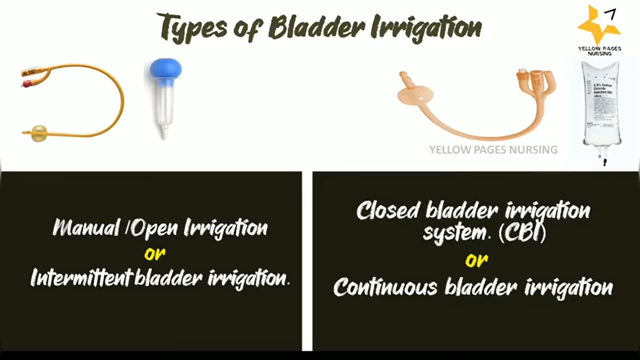 Types of Bladder Irrigation
YELLOW PAGES
NURSING
YELLOW PAGES NURSING
Manual /Open Irrigation
or
Intermittent bladder irrigation.
Closed bladder irrigation
system. (CBI)
or
Continuous bladder irrigation